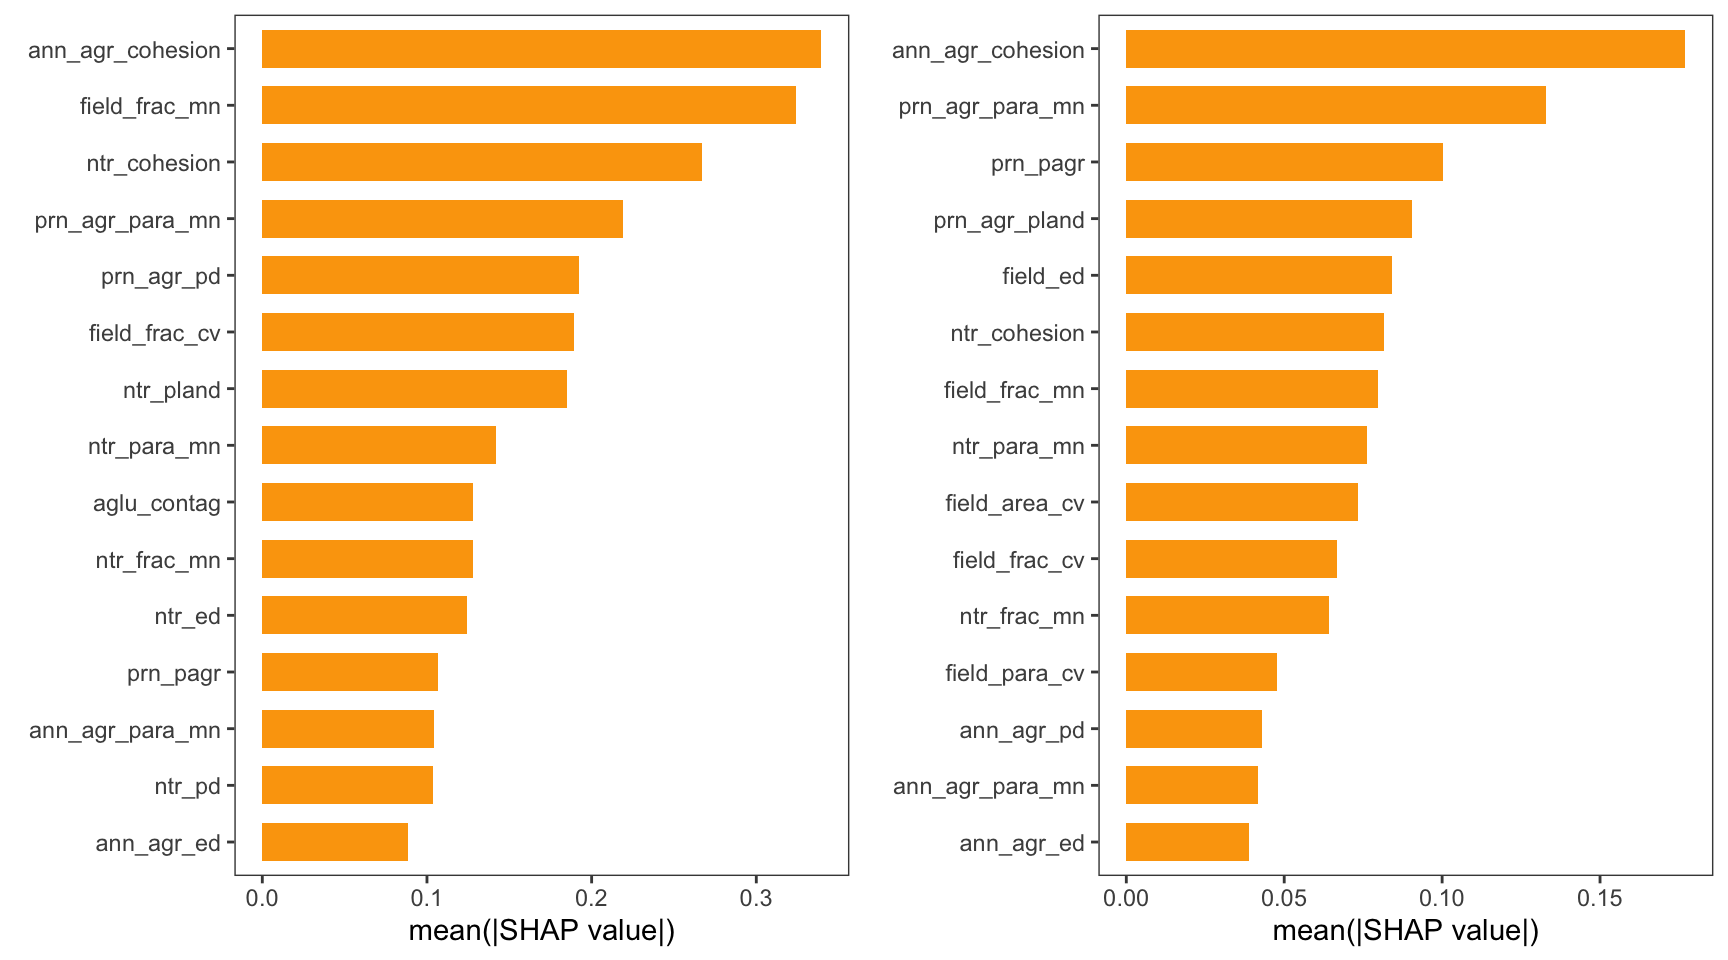 ann_agr_cohesion
field_frac_mn
ntr_cohesion
prn_agr_para_mn
prn_agr_pd
field_frac_cv
ntr_pland
ntr_para_mn
aglu_contag
ntr_frac_mn
ntr_ed
prn_pagr
ann_agr_para_mn
ntr_pd
ann_agr_ed
0.0 0.1 0.2 0.3
mean(|SHAP value|)
ann_agr_cohesion
prn_agr_para_mn
prn_pagr
prn_agr_pland
field_ed
ntr_cohesion
field_frac_mn
ntr_para_mn
field_area_cv
field_frac_cv
ntr_frac_mn
field_para_cv
ann_agr_pd
ann_agr_para_mn
ann_agr_ed
0.00 0.05 0.10 0.15
mean(|SHAP value|)